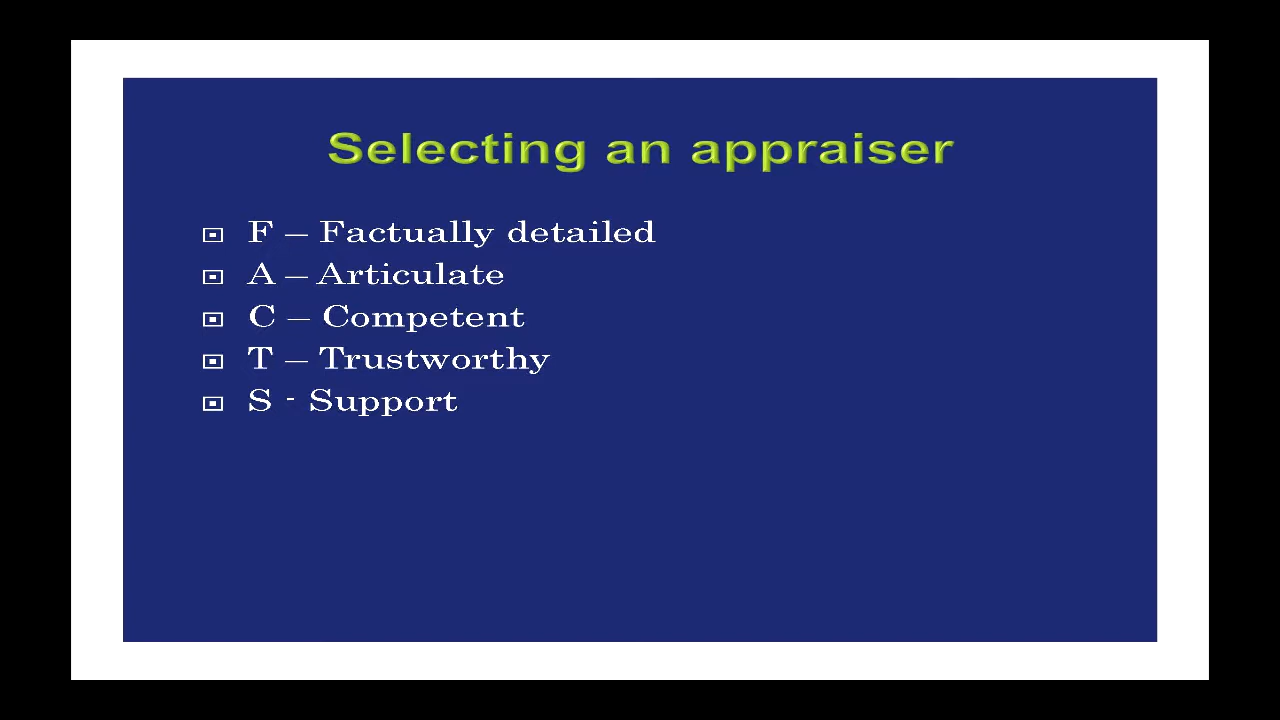 Selecting an appraiser
F – Factually detailed
A – Articulate
C – Competent
T – Trustworthy
S - Support